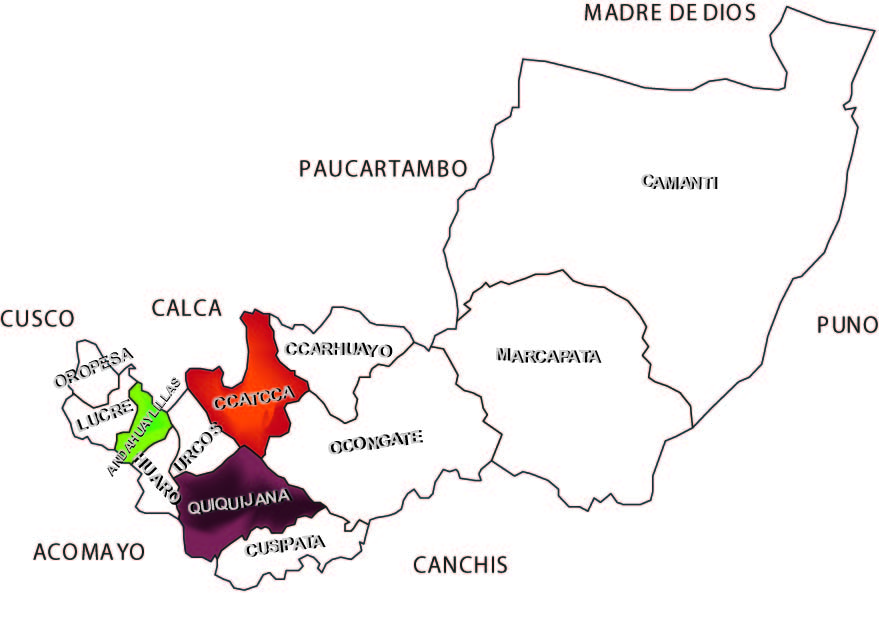 MADRE DE DIOS
PAUCARTAMBO
CAMANTI
CALCA
CUSCO
PUNO
CCARHUAYO
MARCAPATA
OROPESA
CCATCCA
LUCRE
ANDAHUAYLILLAS
URCOS
OCONGATE
HUARO
QUIQUIJANA
CUSIPATA
ACOMAYO
CANCHIS